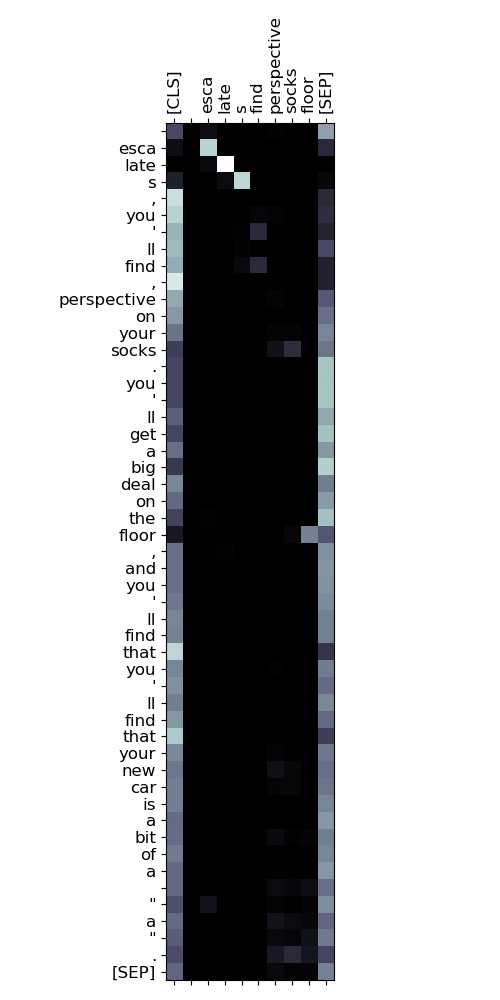 [CLS] esca late s find perspective socks floor [SEP]
esca
late
s
,
you
'
ll
find
,
perspective
on
your
socks
.
you
'
ll
get
a
big
deal
on
the
floor
,
and
you
'
ll
find
that
you
'
ll
find
that
your
new
car
is
a
bit
of
a
"
a
"
.
[SEP]